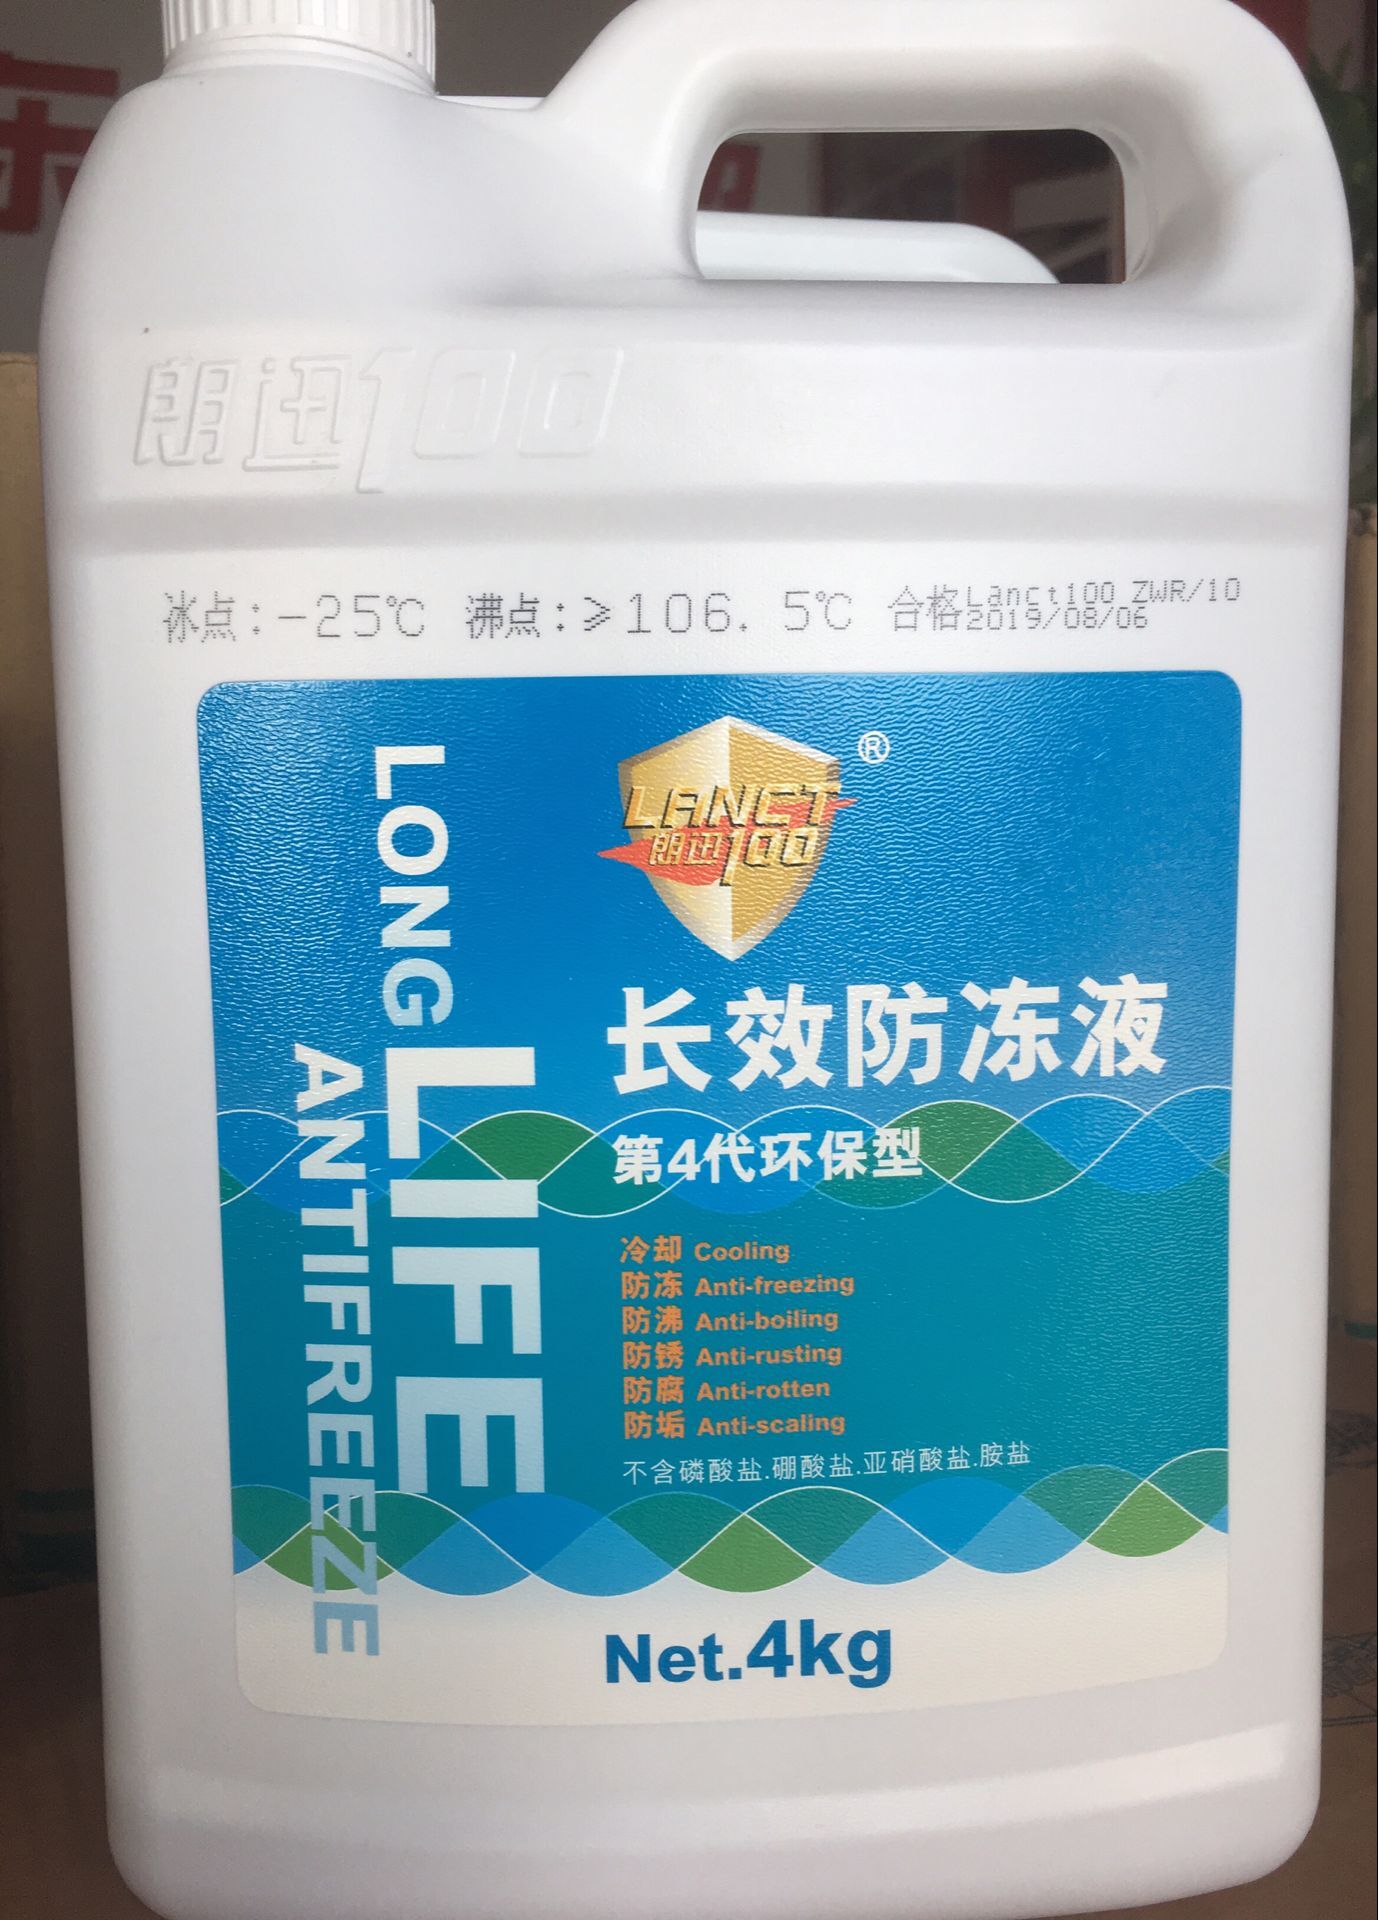 朗迅100
冰点:-25℃ 沸点:≥106.5℃ 合格Lanct100 ZWR/10
2019/08/06
LANCT
朗迅100
®
LONG
LIFE
ANTIFREEZE
长效防冻液
第4代环保型
冷却 Cooling
防冻 Anti-freezing
防沸 Anti-boiling
防锈 Anti-rusting
防腐 Anti-rotten
防垢 Anti-scaling
不含磷酸盐.硼酸盐.亚硝酸盐.胺盐
Net.4kg